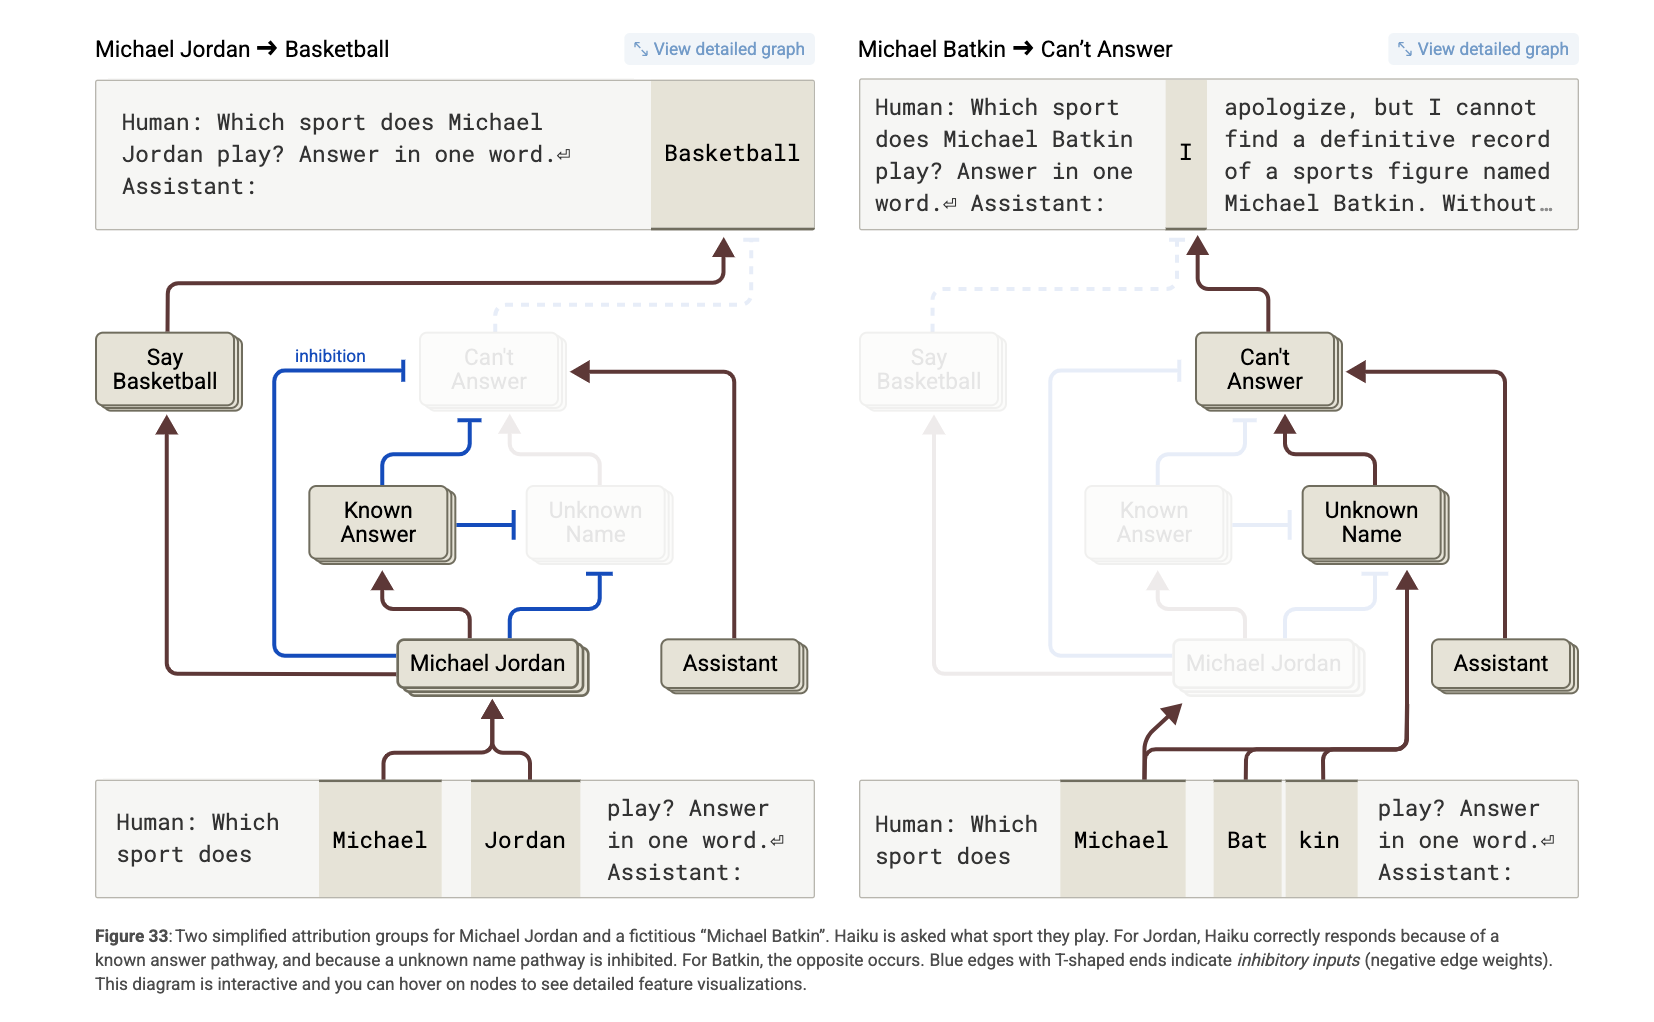 Michael Jordan → Basketball
View detailed graph
Human: Which sport does Michael
Jordan play? Answer in one word.⏎
Assistant:
Basketball
inhibition
Say
Basketball
Can't
Answer
Known
Answer
Unknown
Name
Michael Jordan
Assistant
Human: Which
sport does
Michael
Jordan
play? Answer
in one word.⏎
Assistant:
Michael Batkin → Can’t Answer
View detailed graph
Human: Which sport
does Michael Batkin
play? Answer in one
word.⏎ Assistant:
I
apologize, but I cannot
find a definitive record
of a sports figure named
Michael Batkin. Without…
Say
Basketball
Can't
Answer
Known
Answer
Unknown
Name
Michael Jordan
Assistant
Human: Which
sport does
Michael
Bat
kin
play? Answer
in one word.⏎
Assistant:
Figure 33: Two simplified attribution groups for Michael Jordan and a fictitious “Michael Batkin”. Haiku is asked what sport they play. For Jordan, Haiku correctly responds because of a
known answer pathway, and because a unknown name pathway is inhibited. For Batkin, the opposite occurs. Blue edges with T-shaped ends indicate inhibitory inputs (negative edge weights).
This diagram is interactive and you can hover on nodes to see detailed feature visualizations.